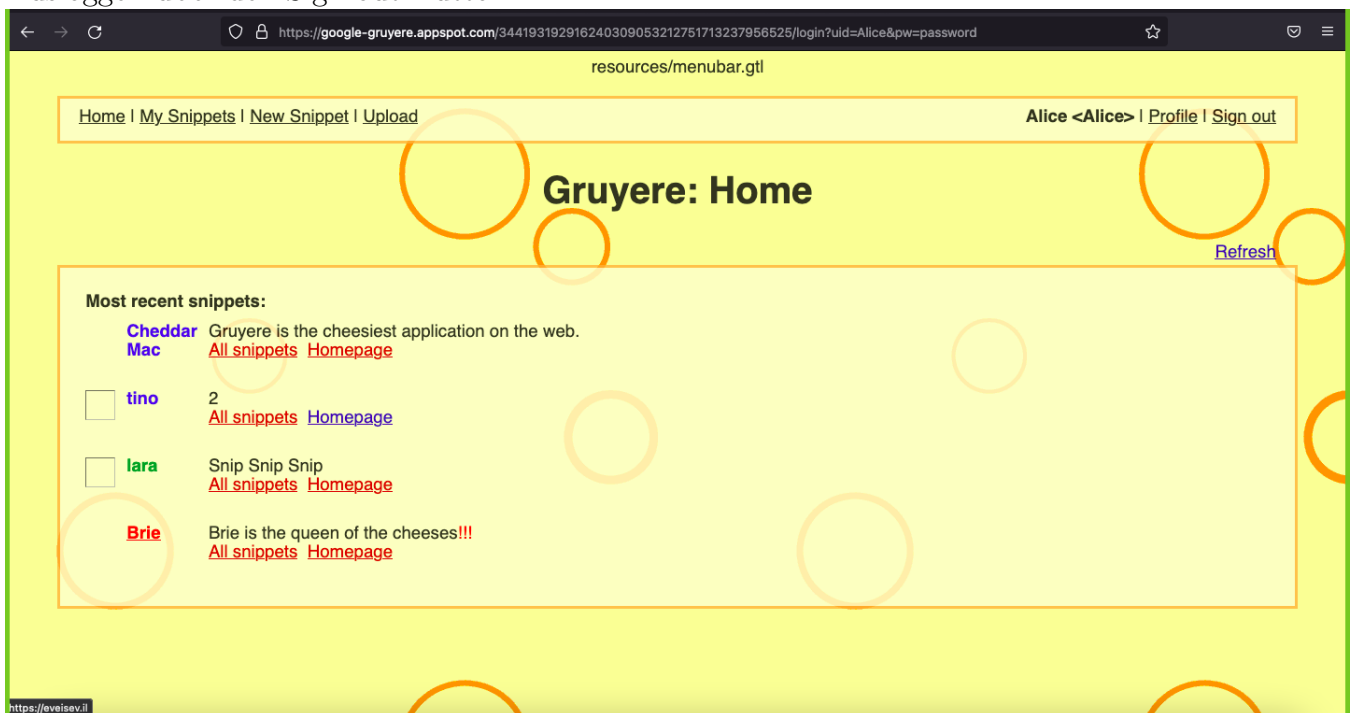 https://google-gruyere.appspot.com/344193192916240309053212751713237956525/login?uid=Alice&pw=password
resources/menubar.gtl
Home | My Snippets | New Snippet | Upload Alice <Alice> | Profile | Sign out
Gruyere: Home
Refresh
Most recent snippets:
Cheddar Gruyere is the cheesiest application on the web.
Mac All snippets Homepage
tino 2
All snippets Homepage
lara Snip Snip Snip
All snippets Homepage
Brie Brie is the queen of the cheeses!!!
All snippets Homepage
https://eveisev.il